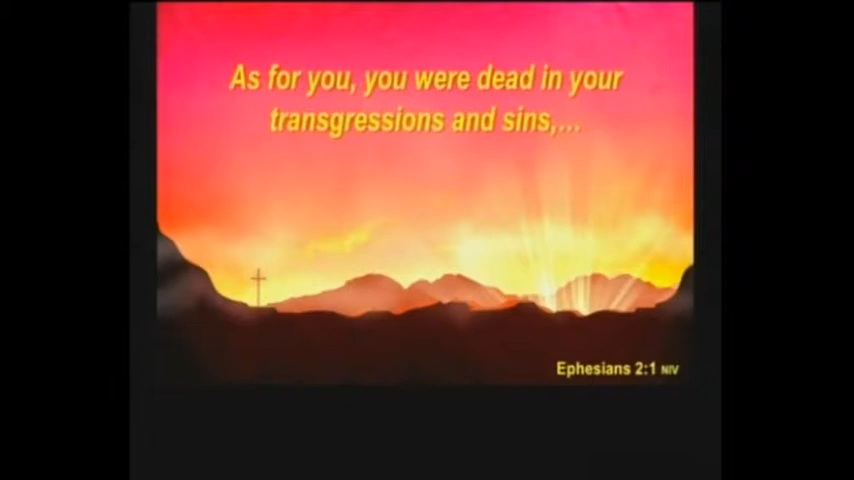 As for you, you were dead in your
transgressions and sins,...
Ephesians 2:1 NIV